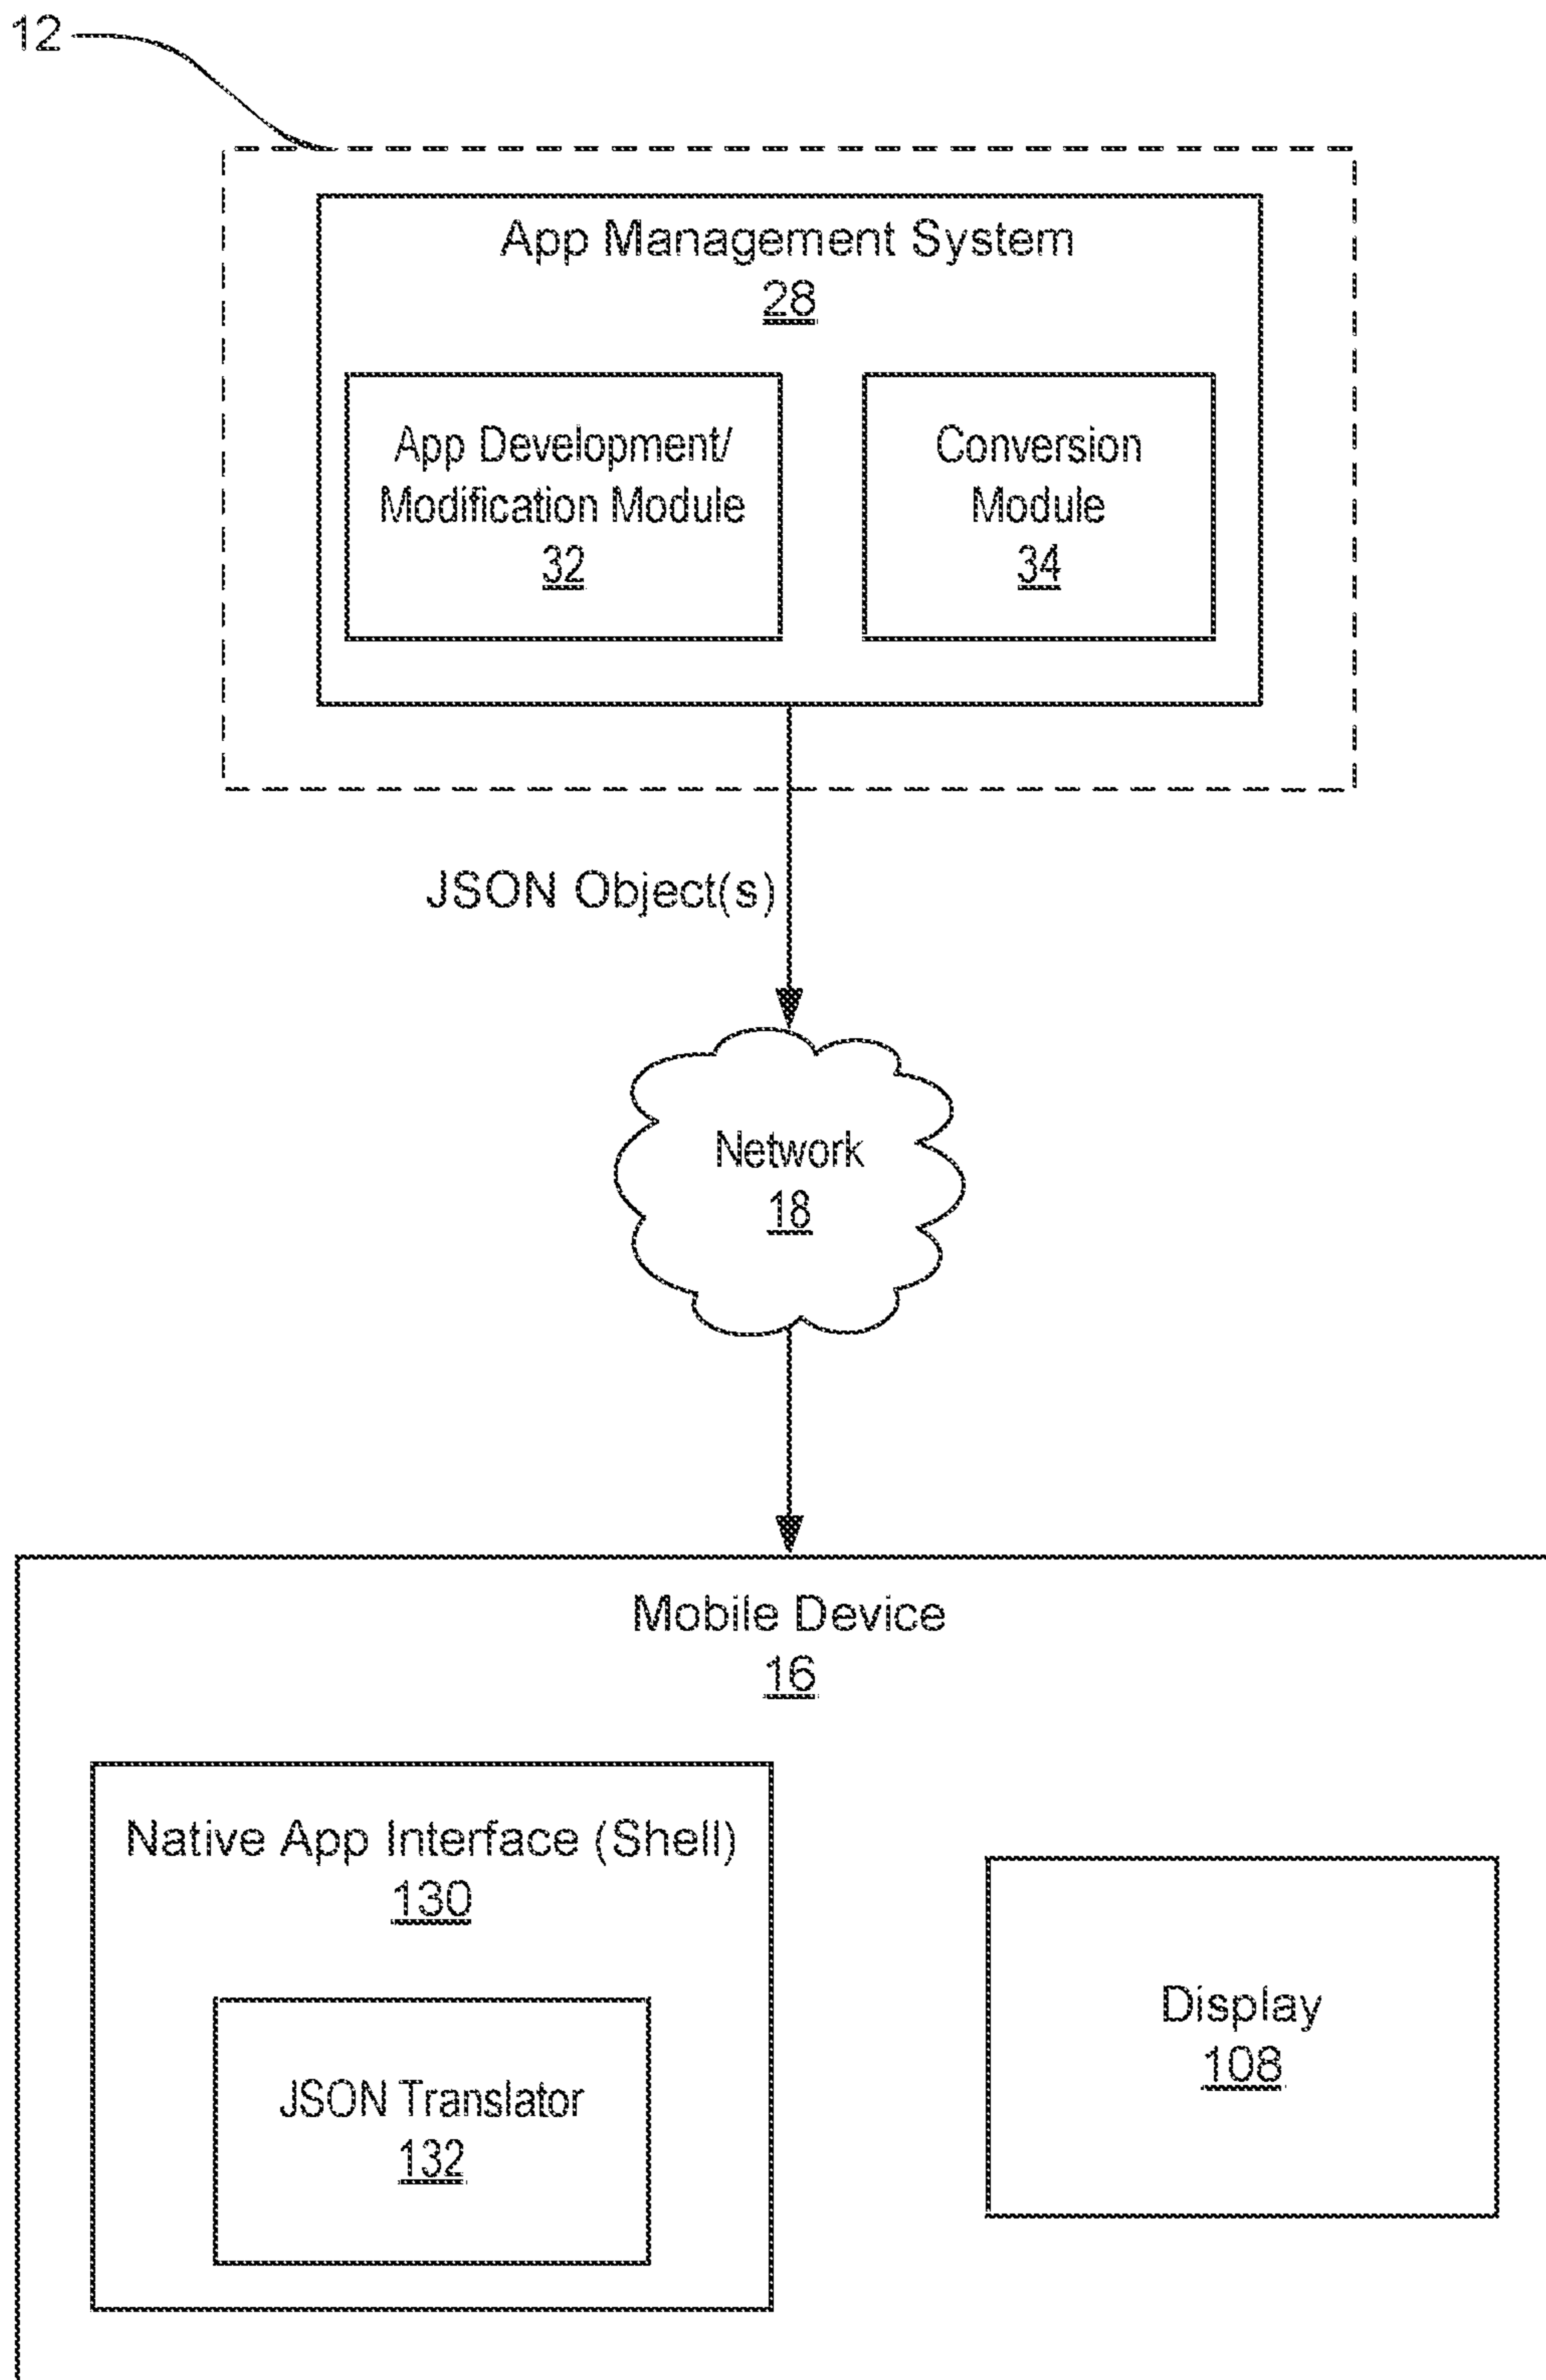 12
App Management System
28
App Development/
Modification Module
32
Conversion
Module
34
JSON Object(s)
Network
18
Mobile Device
16
Native App Interface (Shell)
130
JSON Translator
132
Display
108